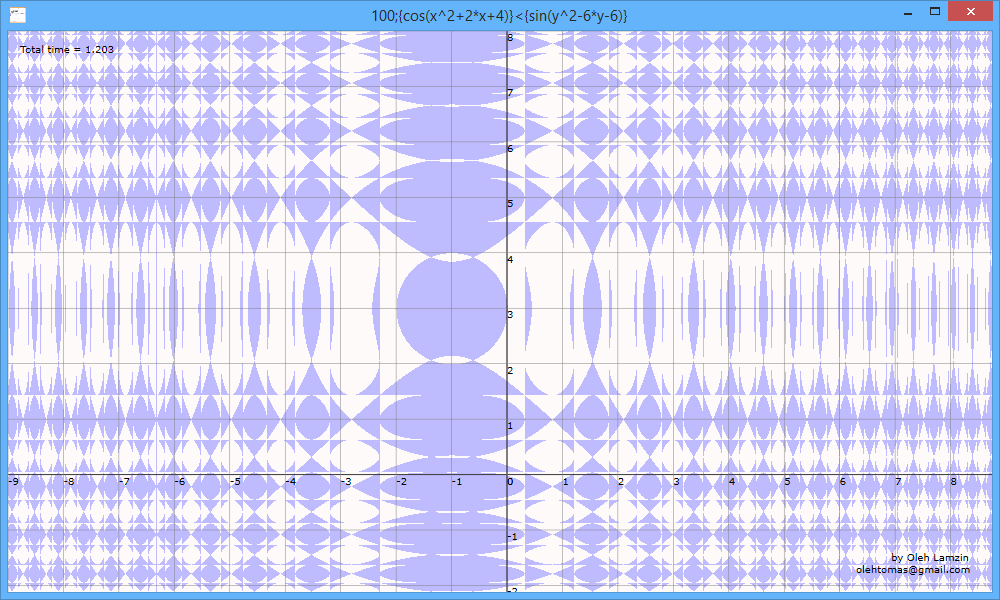 100;{cos(x^2+2*x+4)}<{sin(y^2-6*y-6)}
Total time = 1.203
8
7
6
5
4
3
2
1
-9 -8 -7 -6 -5 -4 -3 -2 -1 0 1 2 3 4 5 6 7 8
-1
-2
by Oleh Lamzin
olehtomas@gmail.com